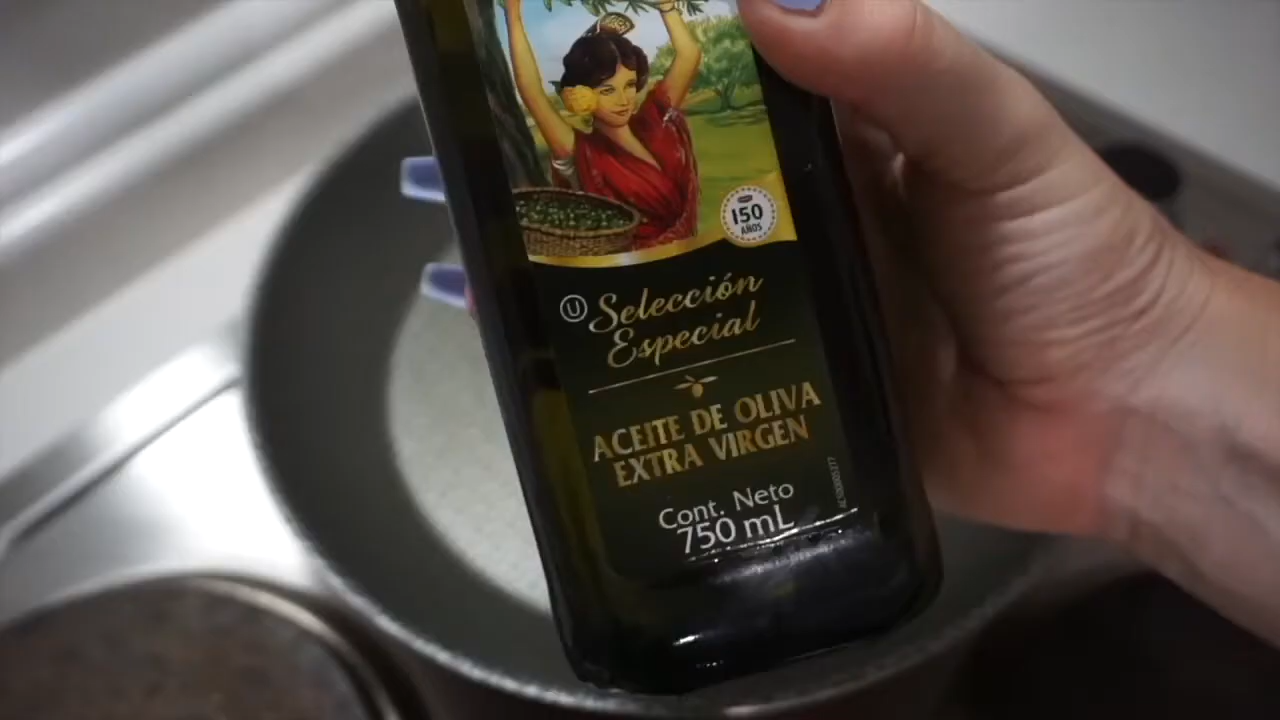 150
AÑOS
U
Selección
Especial
ACEITE DE OLIVA
EXTRA VIRGEN
Cont. Neto
750 mL